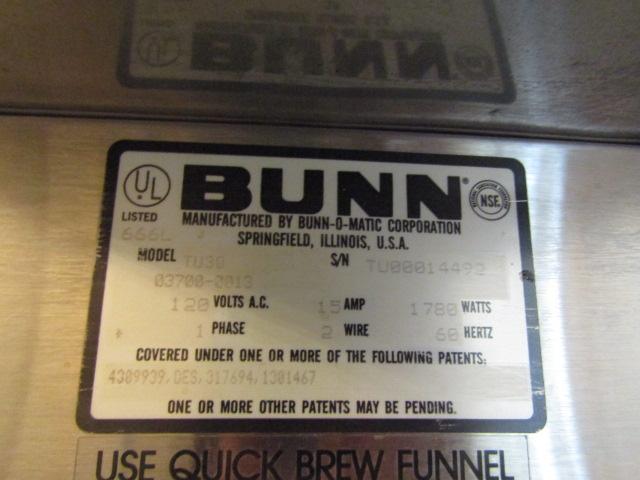 UL BUNN® NSF.
LISTED
666L
MANUFACTURED BY BUNN-O-MATIC CORPORATION
SPRINGFIELD, ILLINOIS, U.S.A.
MODEL TU3Q S/N TU00014492
03700-0013
120 VOLTS A.C. 15 AMP 1780 WATTS
* 1 PHASE 2 WIRE 60 HERTZ
COVERED UNDER ONE OR MORE OF THE FOLLOWING PATENTS:
4309939,DES,317694,1301467
ONE OR MORE OTHER PATENTS MAY BE PENDING.
USE QUICK BREW FUNNEL